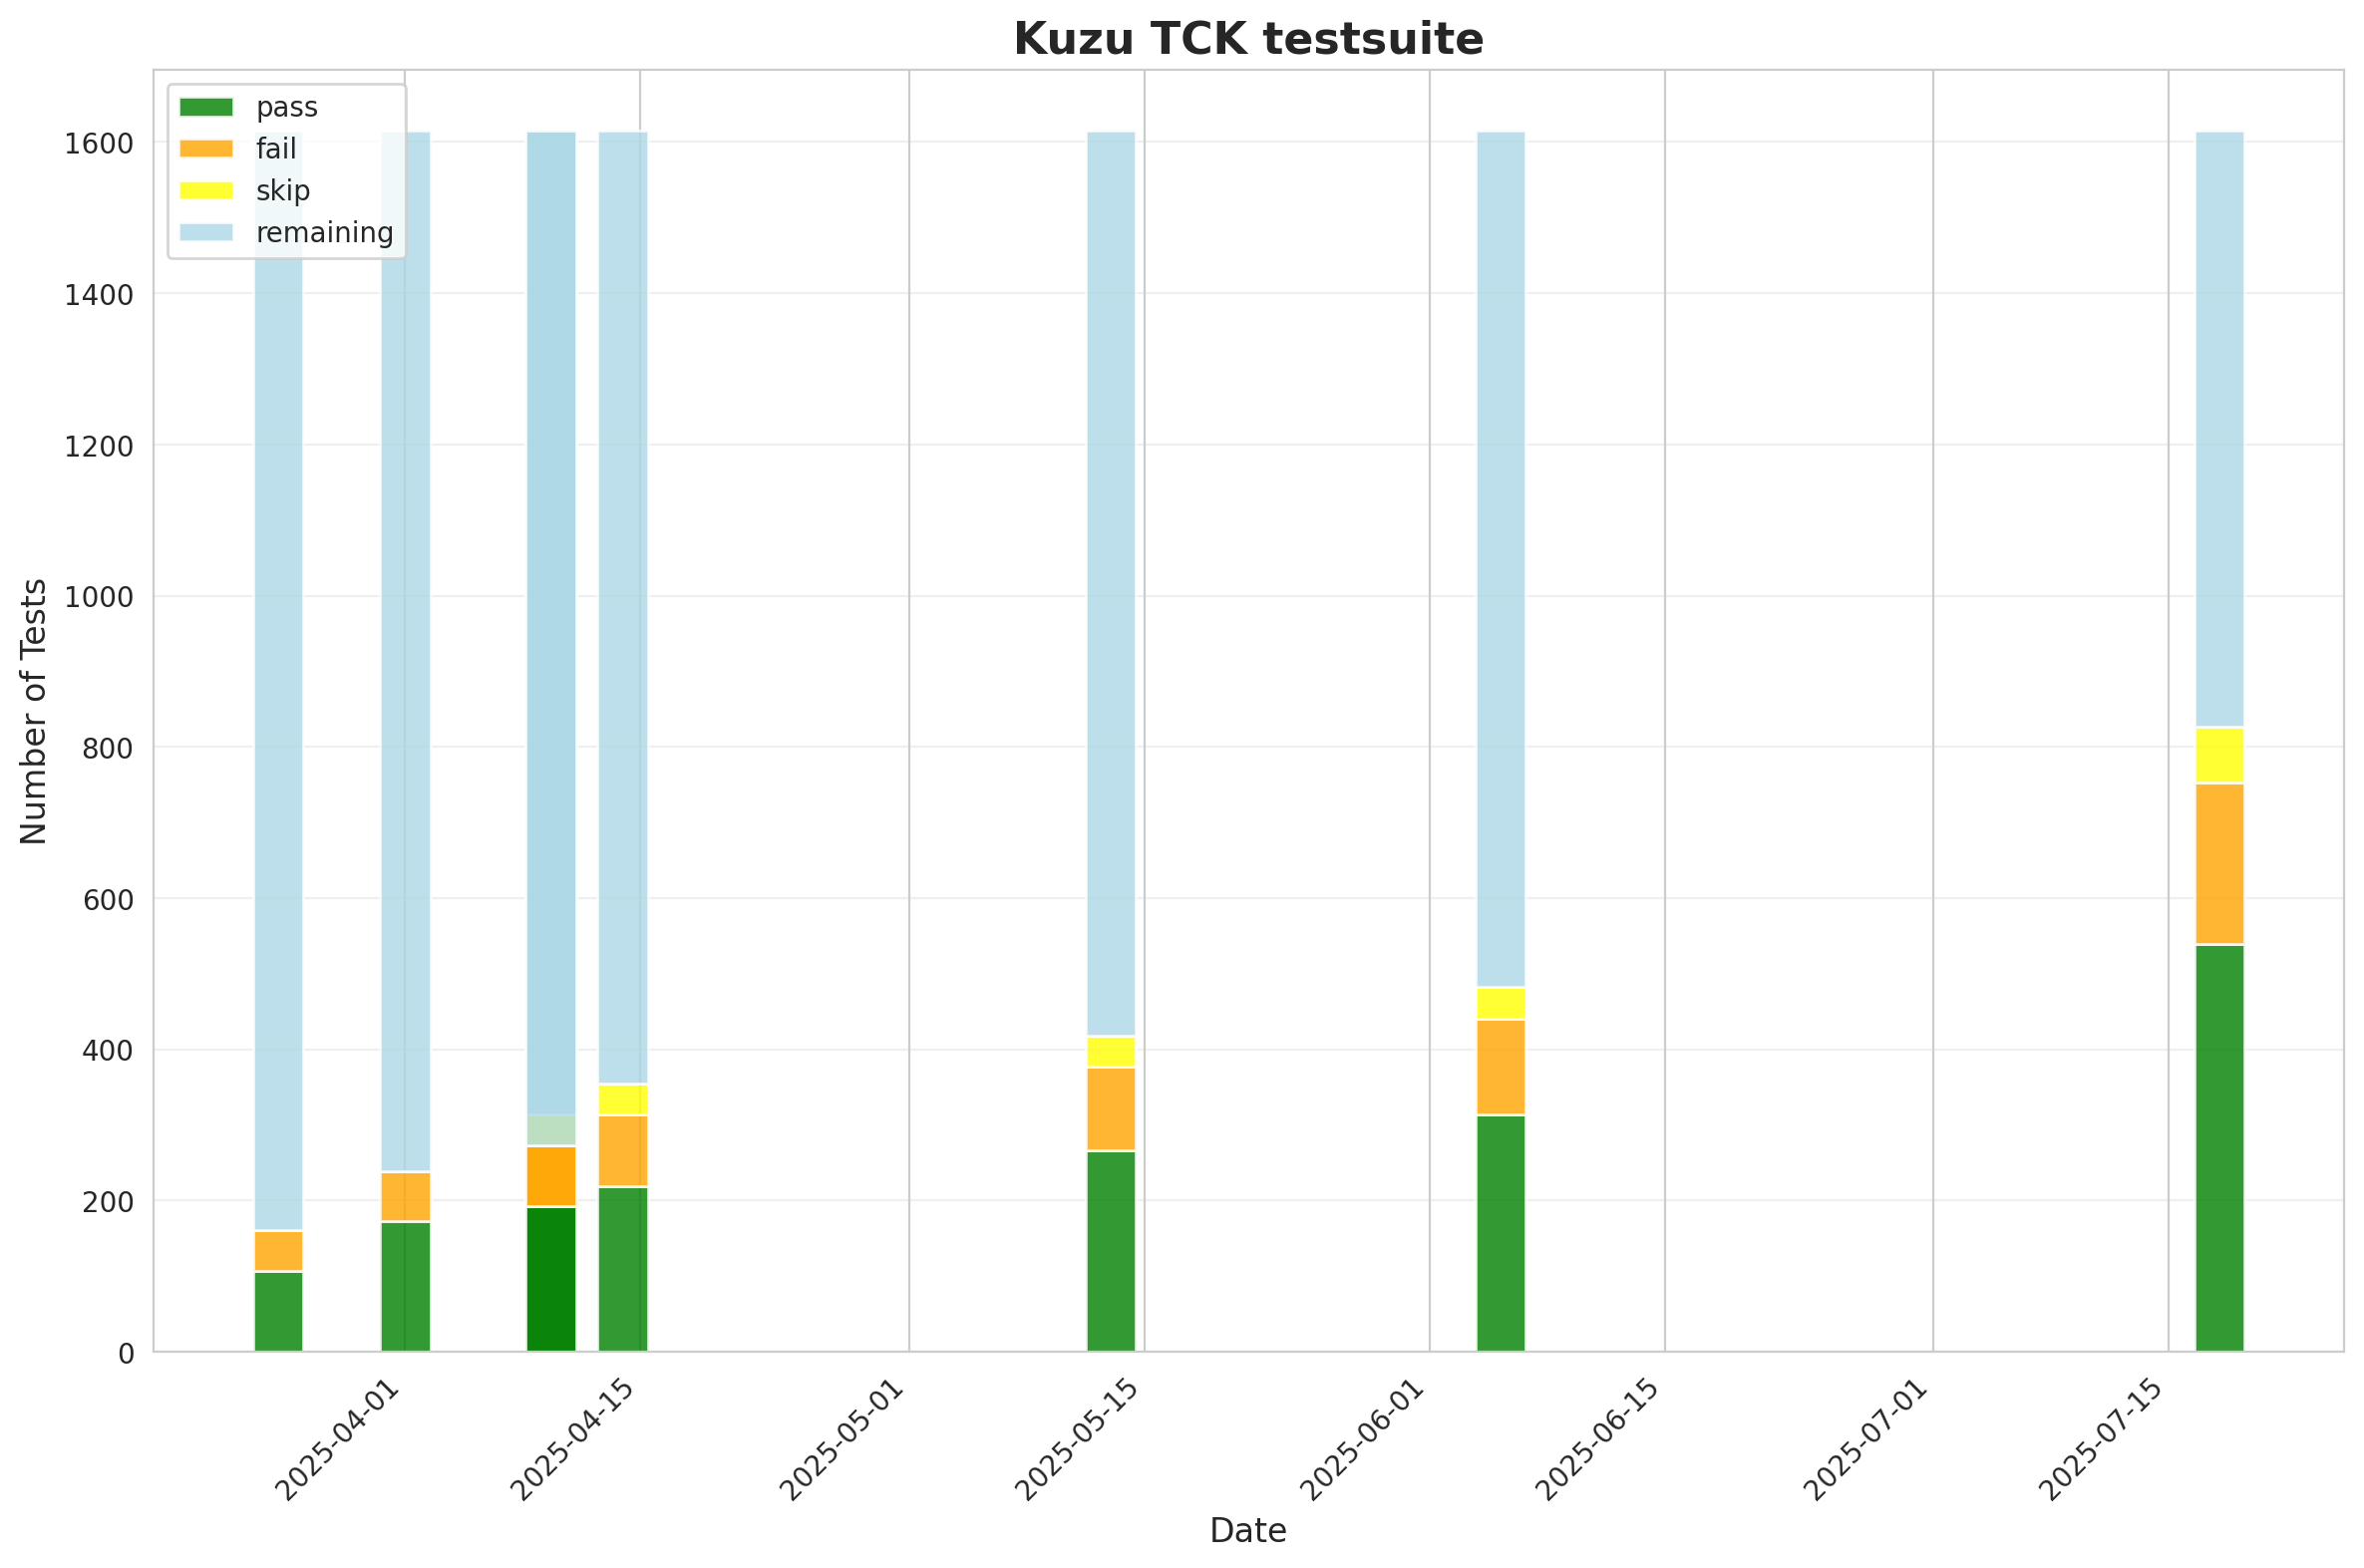 Kuzu TCK testsuite
pass
fail
skip
remaining
Number of Tests
1600
1400
1200
1000
800
600
400
200
0
2025-04-01
2025-04-15
2025-05-01
2025-05-15
2025-06-01
2025-06-15
2025-07-01
2025-07-15
Date